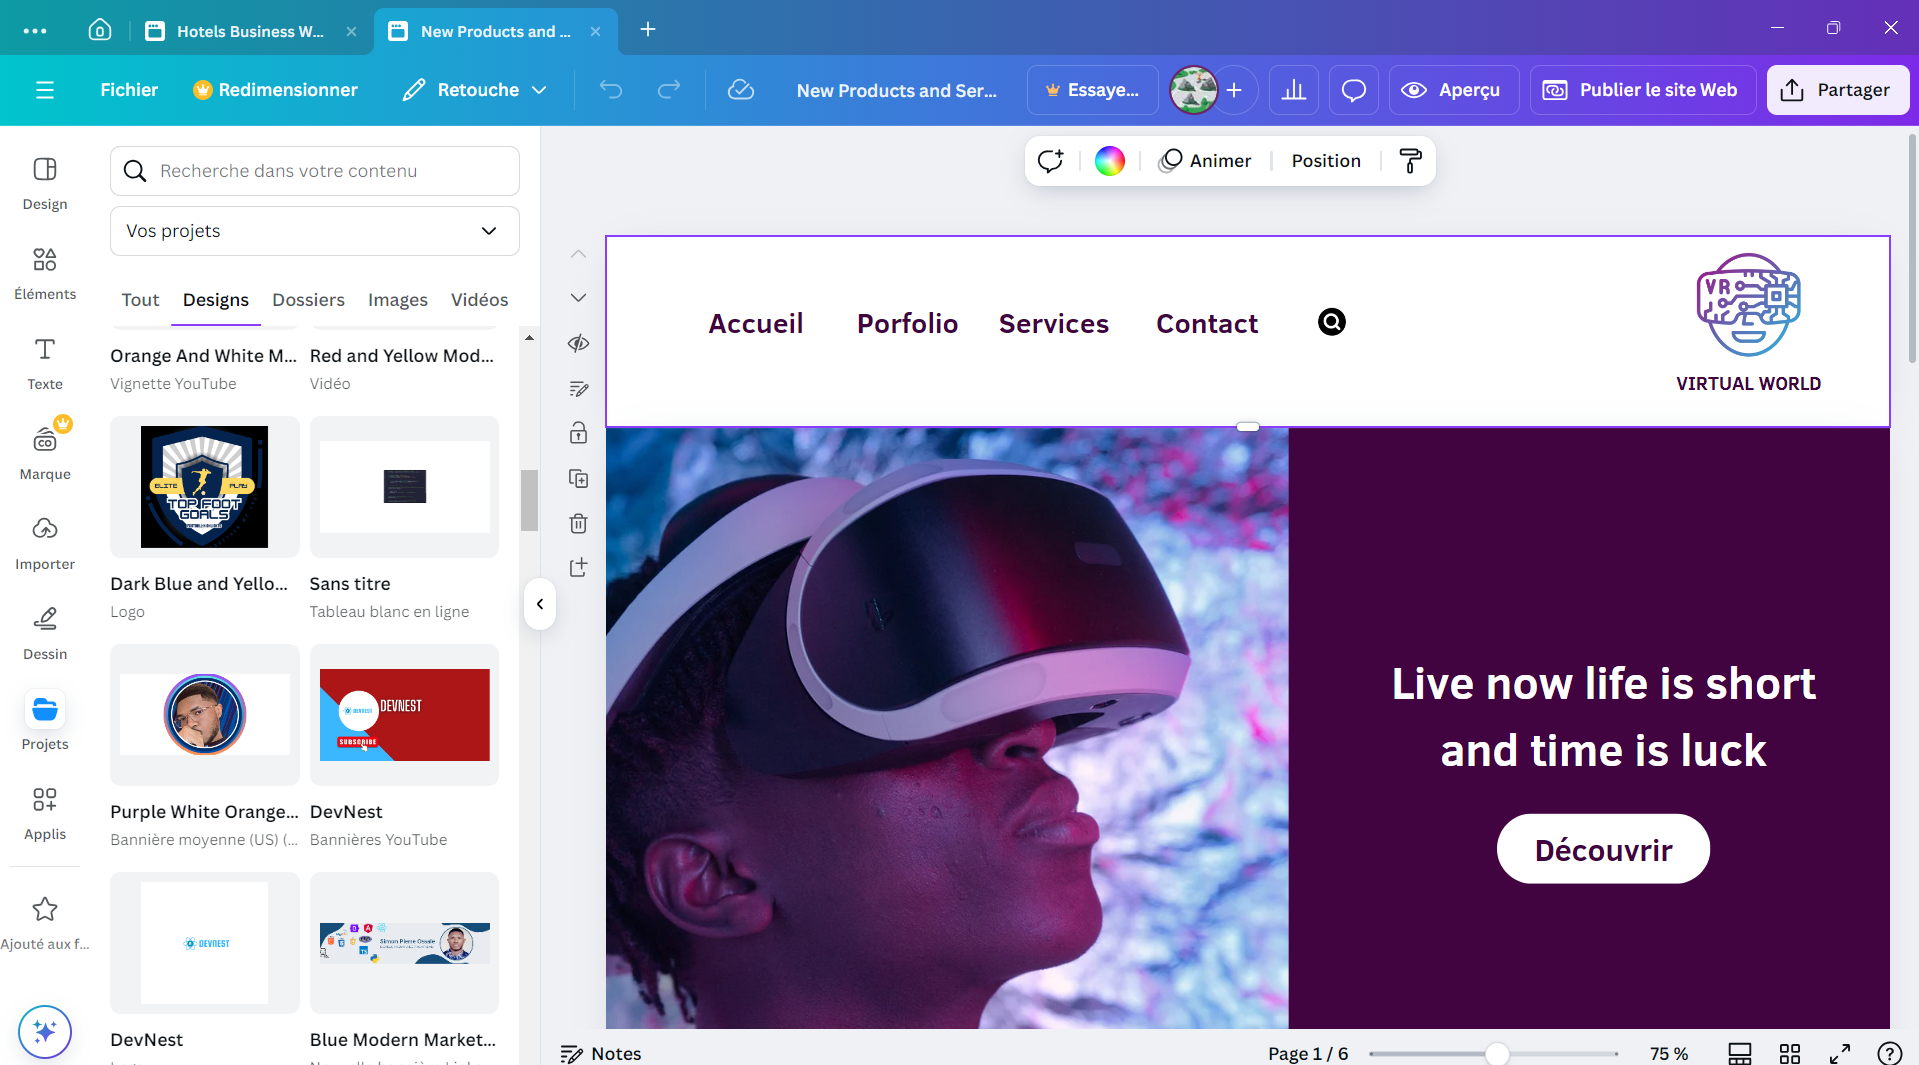 Hotels Business W...
New Products and ...
Fichier
Redimensionner
Retouche
New Products and Ser...
Essaye...
Aperçu
Publier le site Web
Partager
Design
Éléments
Texte
Marque
Importer
Dessin
Projets
Applis
Ajouté aux f...
Recherche dans votre contenu
Vos projets
Tout Designs Dossiers Images Vidéos
Orange And White M...
Vignette YouTube
Red and Yellow Mod...
Vidéo
ELITE PLAY
TOP FOOT
GOALS
Dark Blue and Yello...
Logo
Sans titre
Tableau blanc en ligne
Purple White Orange...
Bannière moyenne (US) (...
DEVNEST
DEVNEST
SUBSCRIBE
DevNest
Bannières YouTube
DEVNEST
DevNest
Simon Pierre Ossale
Blue Modern Market...
Animer
Position
Accueil Porfolio Services Contact
VR
VIRTUAL WORLD
Live now life is short
and time is luck
Découvrir
Notes
Page 1 / 6
75 %